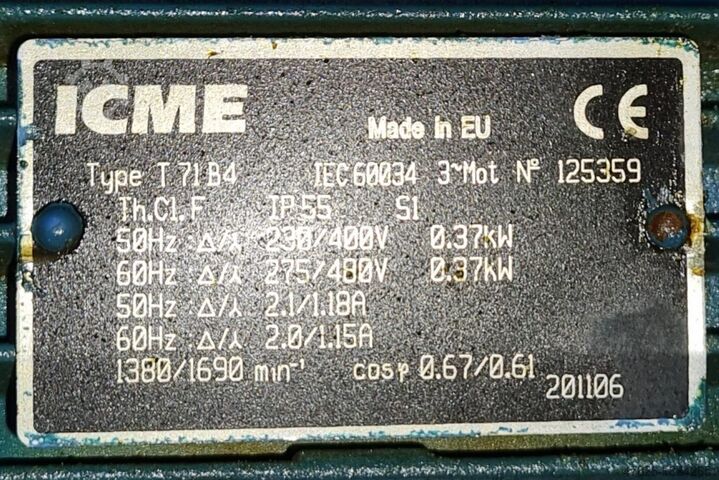 ICME
Made in EU CE
Type T 71 B4 IEC 60034 3~Mot Nº 125359
Th.Cl. F IP 55 S1
50Hz Δ/⅄ 230/400V 0.37kW
60Hz Δ/⅄ 275/480V 0.37kW
50Hz Δ/⅄ 2.1/1.18A
60Hz Δ/⅄ 2.0/1.15A
1380/1690 min⁻¹ cosφ 0.67/0.61
201106